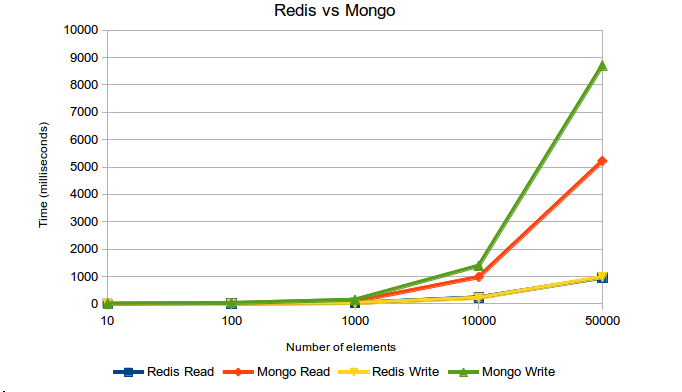 Redis vs Mongo
10000
9000
8000
7000
6000
5000
4000
3000
2000
1000
0
Time (milliseconds)
10 100 1000 10000 50000
Number of elements
Redis Read Mongo Read Redis Write Mongo Write